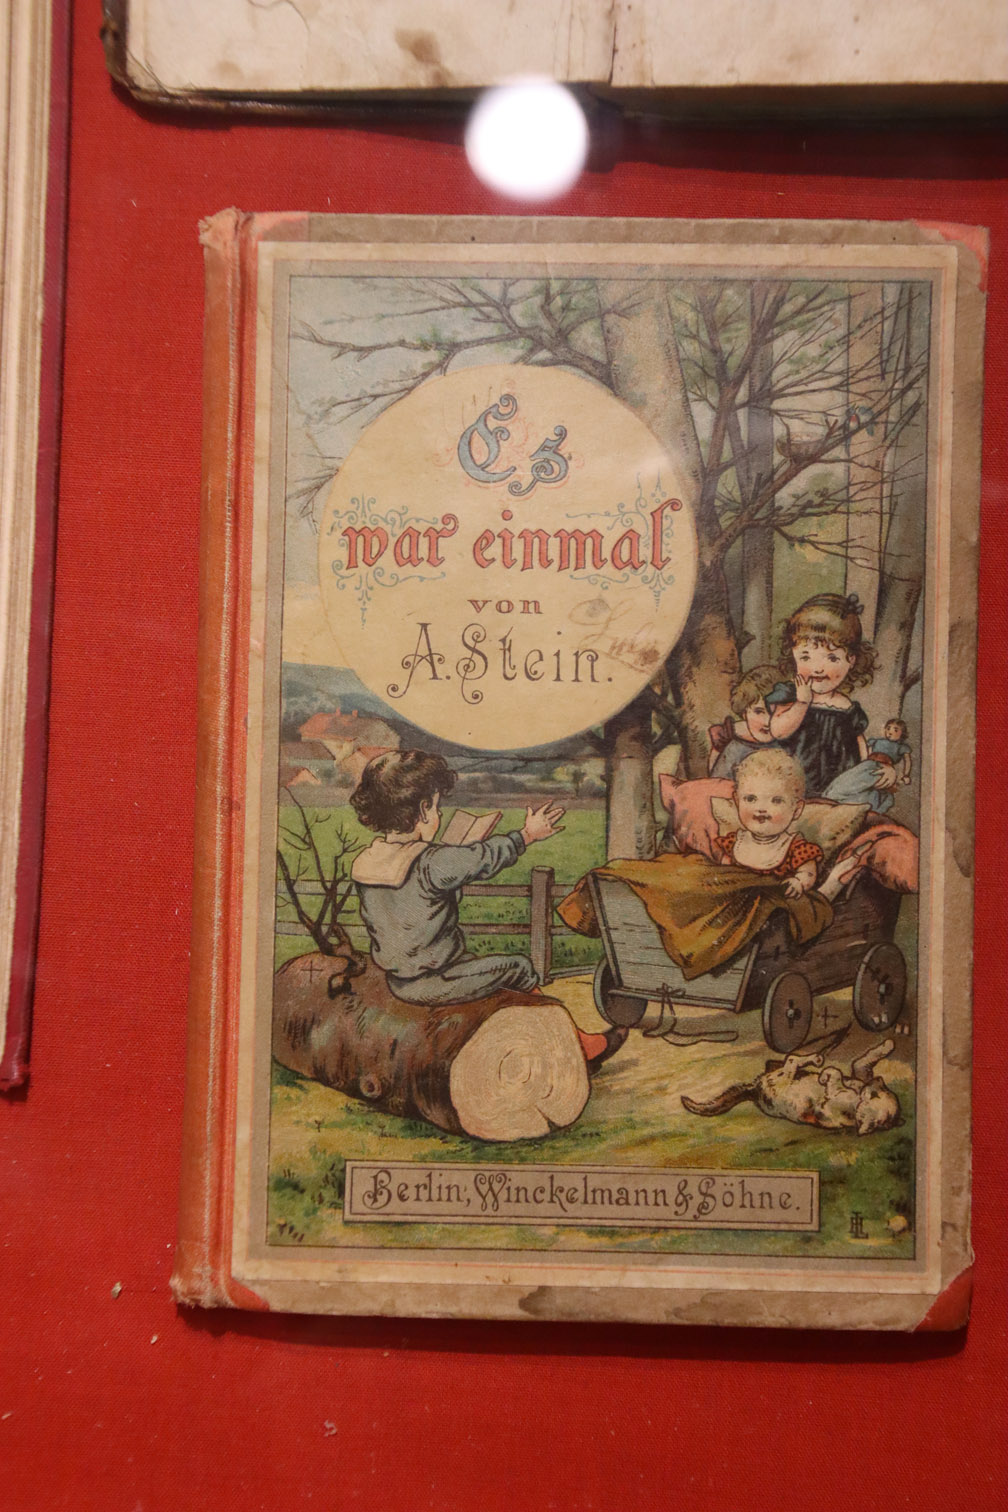 Es
war einmal
von
A. Stein.
Berlin, Winckelmann & Söhne.